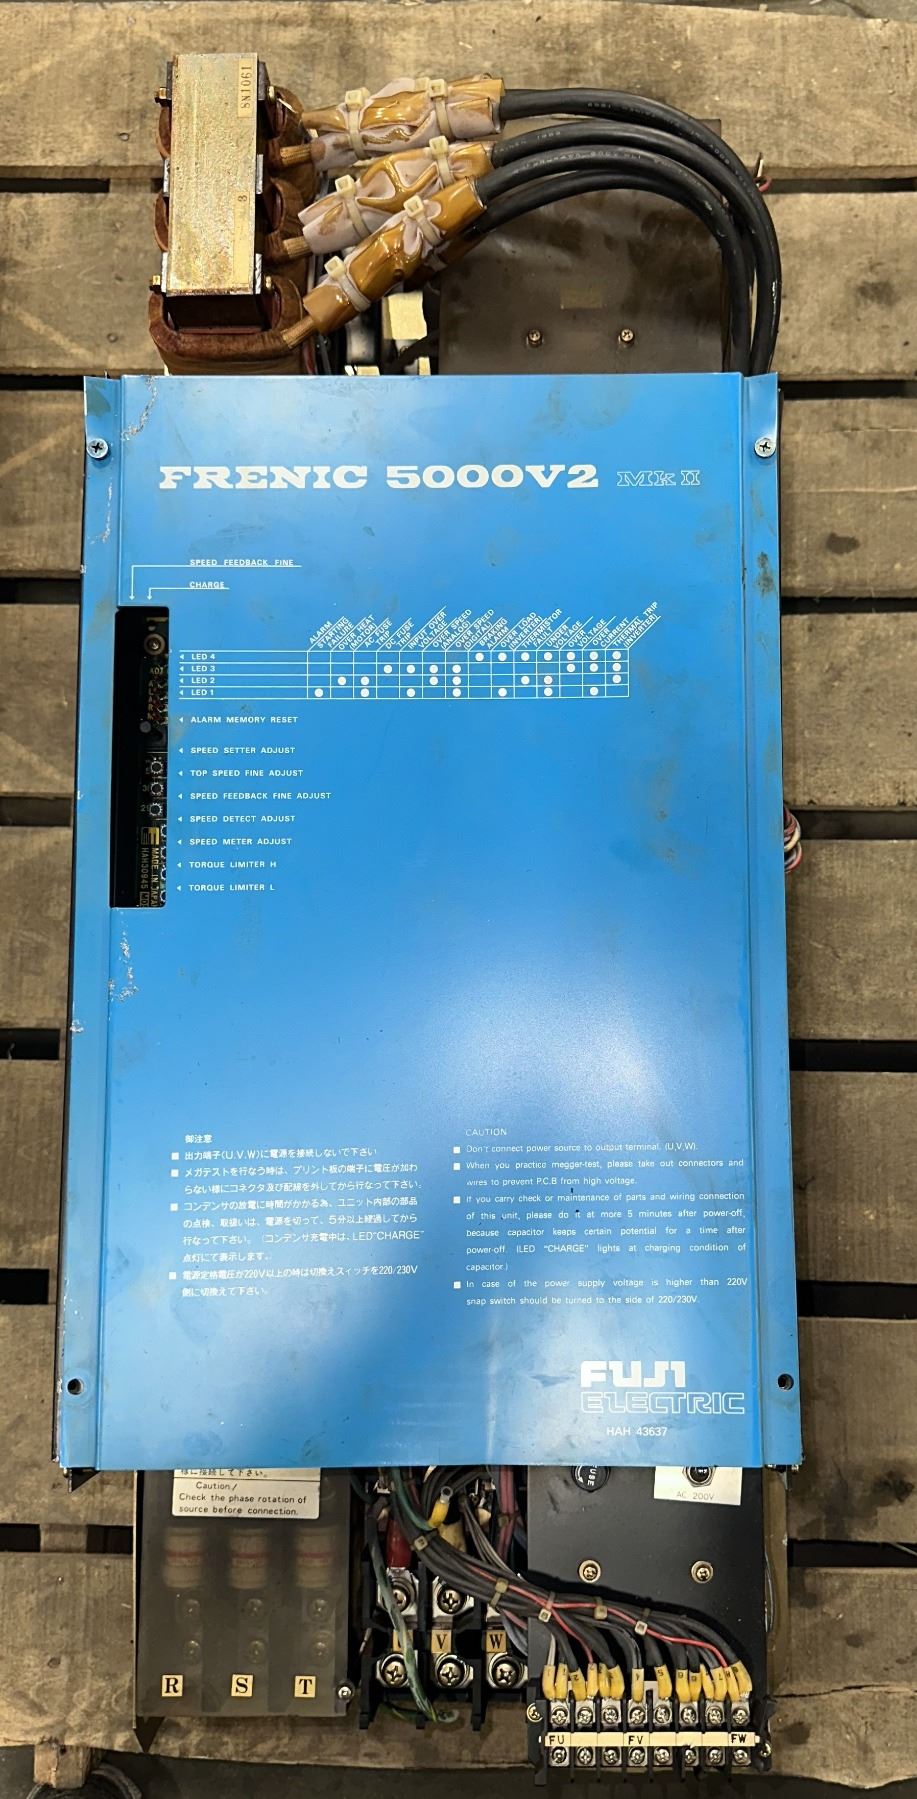 8N1061
8
FRENIC 5000V2 MkII
SPEED FEEDBACK FINE
CHARGE
ALARM
STARTING FAILURE
OVER HEAT (MOTOR)
AC FUSE TRIP
DC FUSE TRIP
INPUT OVER VOLTAGE
OVER SPEED (ANALOG)
OVER SPEED
ALARM
OVER LOAD (INVERTER)
THERMISTOR FAULT
UNDER VOLTAGE
OVER VOLTAGE
OVER CURRENT
THERMAL TRIP (INVERTER)
LED 4
LED 3
LED 2
LED 1
ALARM MEMORY RESET
SPEED SETTER ADJUST
TOP SPEED FINE ADJUST
SPEED FEEDBACK FINE ADJUST
SPEED DETECT ADJUST
SPEED METER ADJUST
TORQUE LIMITER H
TORQUE LIMITER L
ALARM
30
29
MADE IN JAPAN
HAH30945
御注意
■ 出力端子(U.V.W)に電源を接続しないで下さい
■ メガテストを行なう時は、プリント板の端子に電圧が加わ
らない様にコネクタ及び配線を外してから行なって下さい。
■ コンデンサの放電に時間がかかる為、ユニット内部の部品
の点検、取扱いは、電源を切って、5分以上経過してから
行なって下さい。(コンデンサ充電中は、LED"CHARGE"
点灯にて表示します。)
■ 電源定格電圧が220V以上の時は切換えスイッチを220/230V
側に切換えて下さい。
CAUTION
■ Don't connect power source to output terminal. (U,V,W).
■ When you practice megger-test, please take out connectors and
wires to prevent P.C.B from high voltage.
■ If you carry check or maintenance of parts and wiring connection
of this unit, please do it at more 5 minutes after power-off,
because capacitor keeps certain potential for a time after
power-off. (LED "CHARGE" lights at charging condition of
capacitor.)
■ In case of the power supply voltage is higher than 220V
snap switch should be turned to the side of 220/230V.
FUJI
ELECTRIC
HAH 43637
様に接続して下さい。
Caution/
Check the phase rotation of
source before connection.
FUSE
AC 200V
R S T
V W
FU FV FW